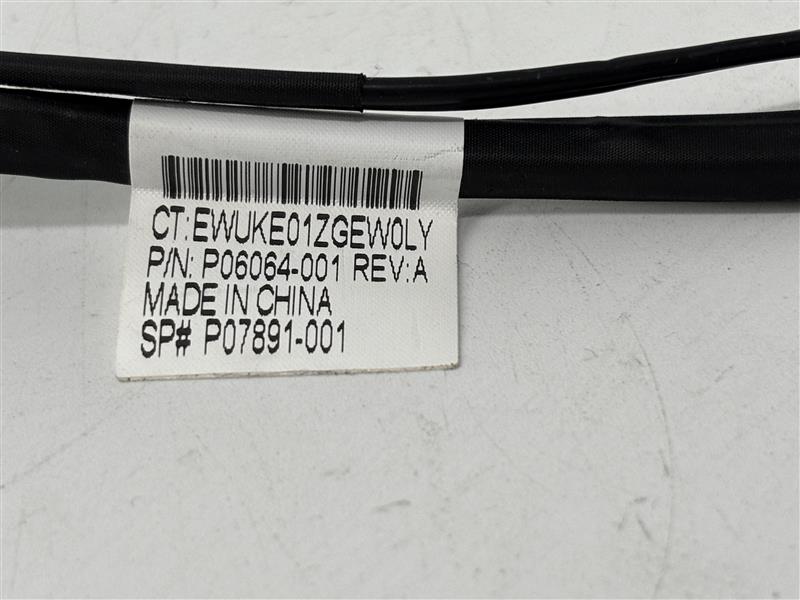 CT:EWUKE01ZGEW0LY
P/N: P06064-001 REV:A
MADE IN CHINA
SP# P07891-001